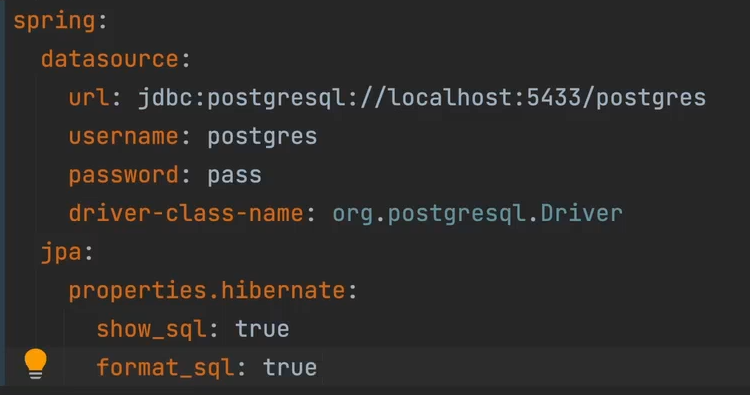 spring:
  datasource:
    url: jdbc:postgresql://localhost:5433/postgres
    username: postgres
    password: pass
    driver-class-name: org.postgresql.Driver
  jpa:
    properties.hibernate:
      show_sql: true
      format_sql: true